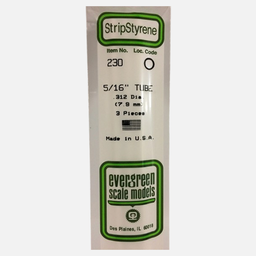 StripStyrene
Item No. Loc. Code
230
5/16" TUBE
.312 Dia
(7.9 mm)
3 Pieces
Made in U.S.A.
evergreen
scale models
Des Plaines, IL 60018